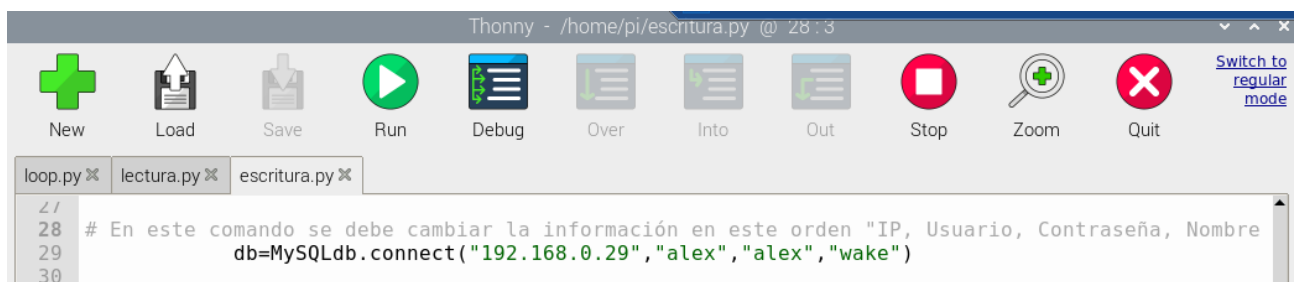 Thonny - /home/pi/escritura.py @ 28:3
New Load Save Run Debug Over Into Out Stop Zoom Quit
Switch to
regular
mode
loop.py lectura.py escritura.py
27
28 # En este comando se debe cambiar la información en este orden "IP, Usuario, Contraseña, Nombre
29 db=MySQLdb.connect("192.168.0.29","alex","alex","wake")
30